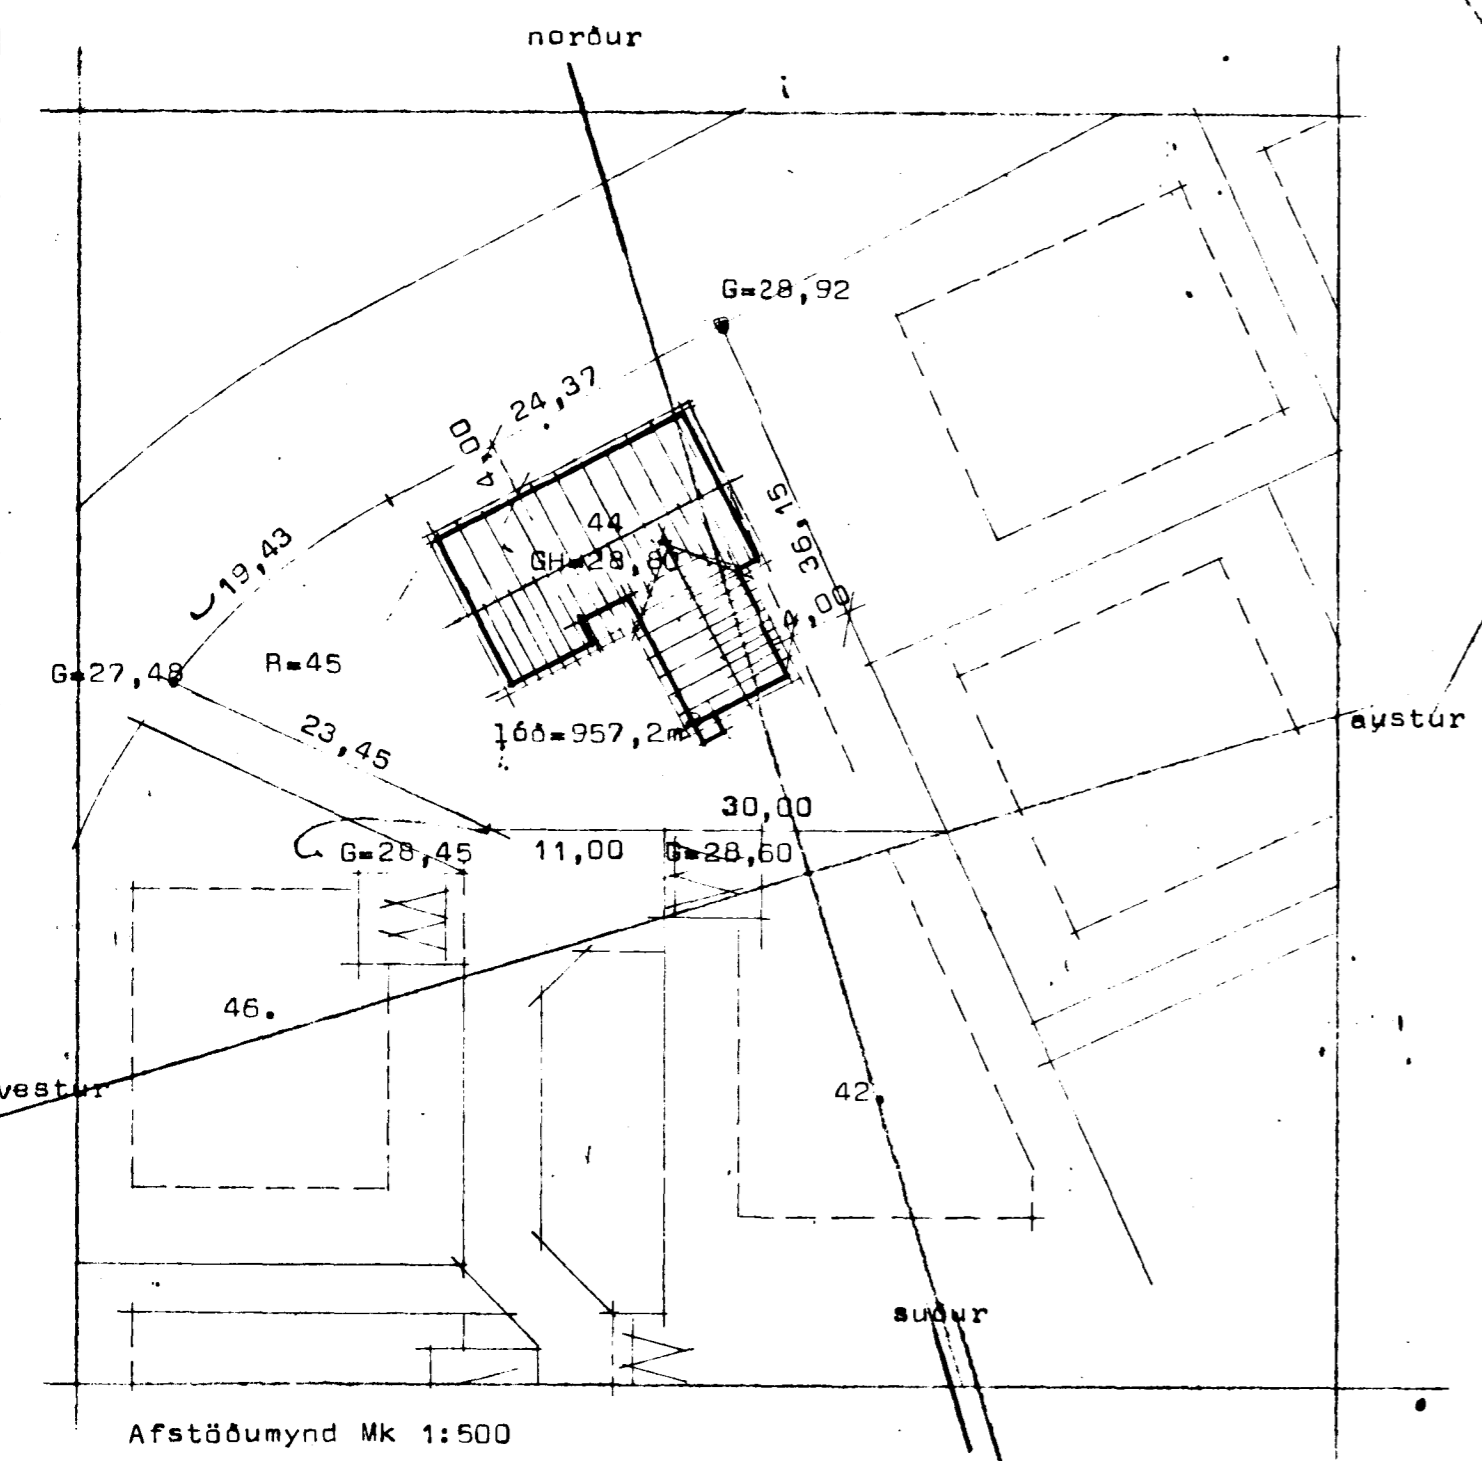 norður
G=28,92
24,37
4,00
36,15
44
GH=28,80
19,43
4,00
R=45
G=27,48
23,45
lóð=957,2m²
austur
30,00
G=28,45
11,00
G=28,60
46.
vestur
42
suður
Afstöðumynd Mk 1:500